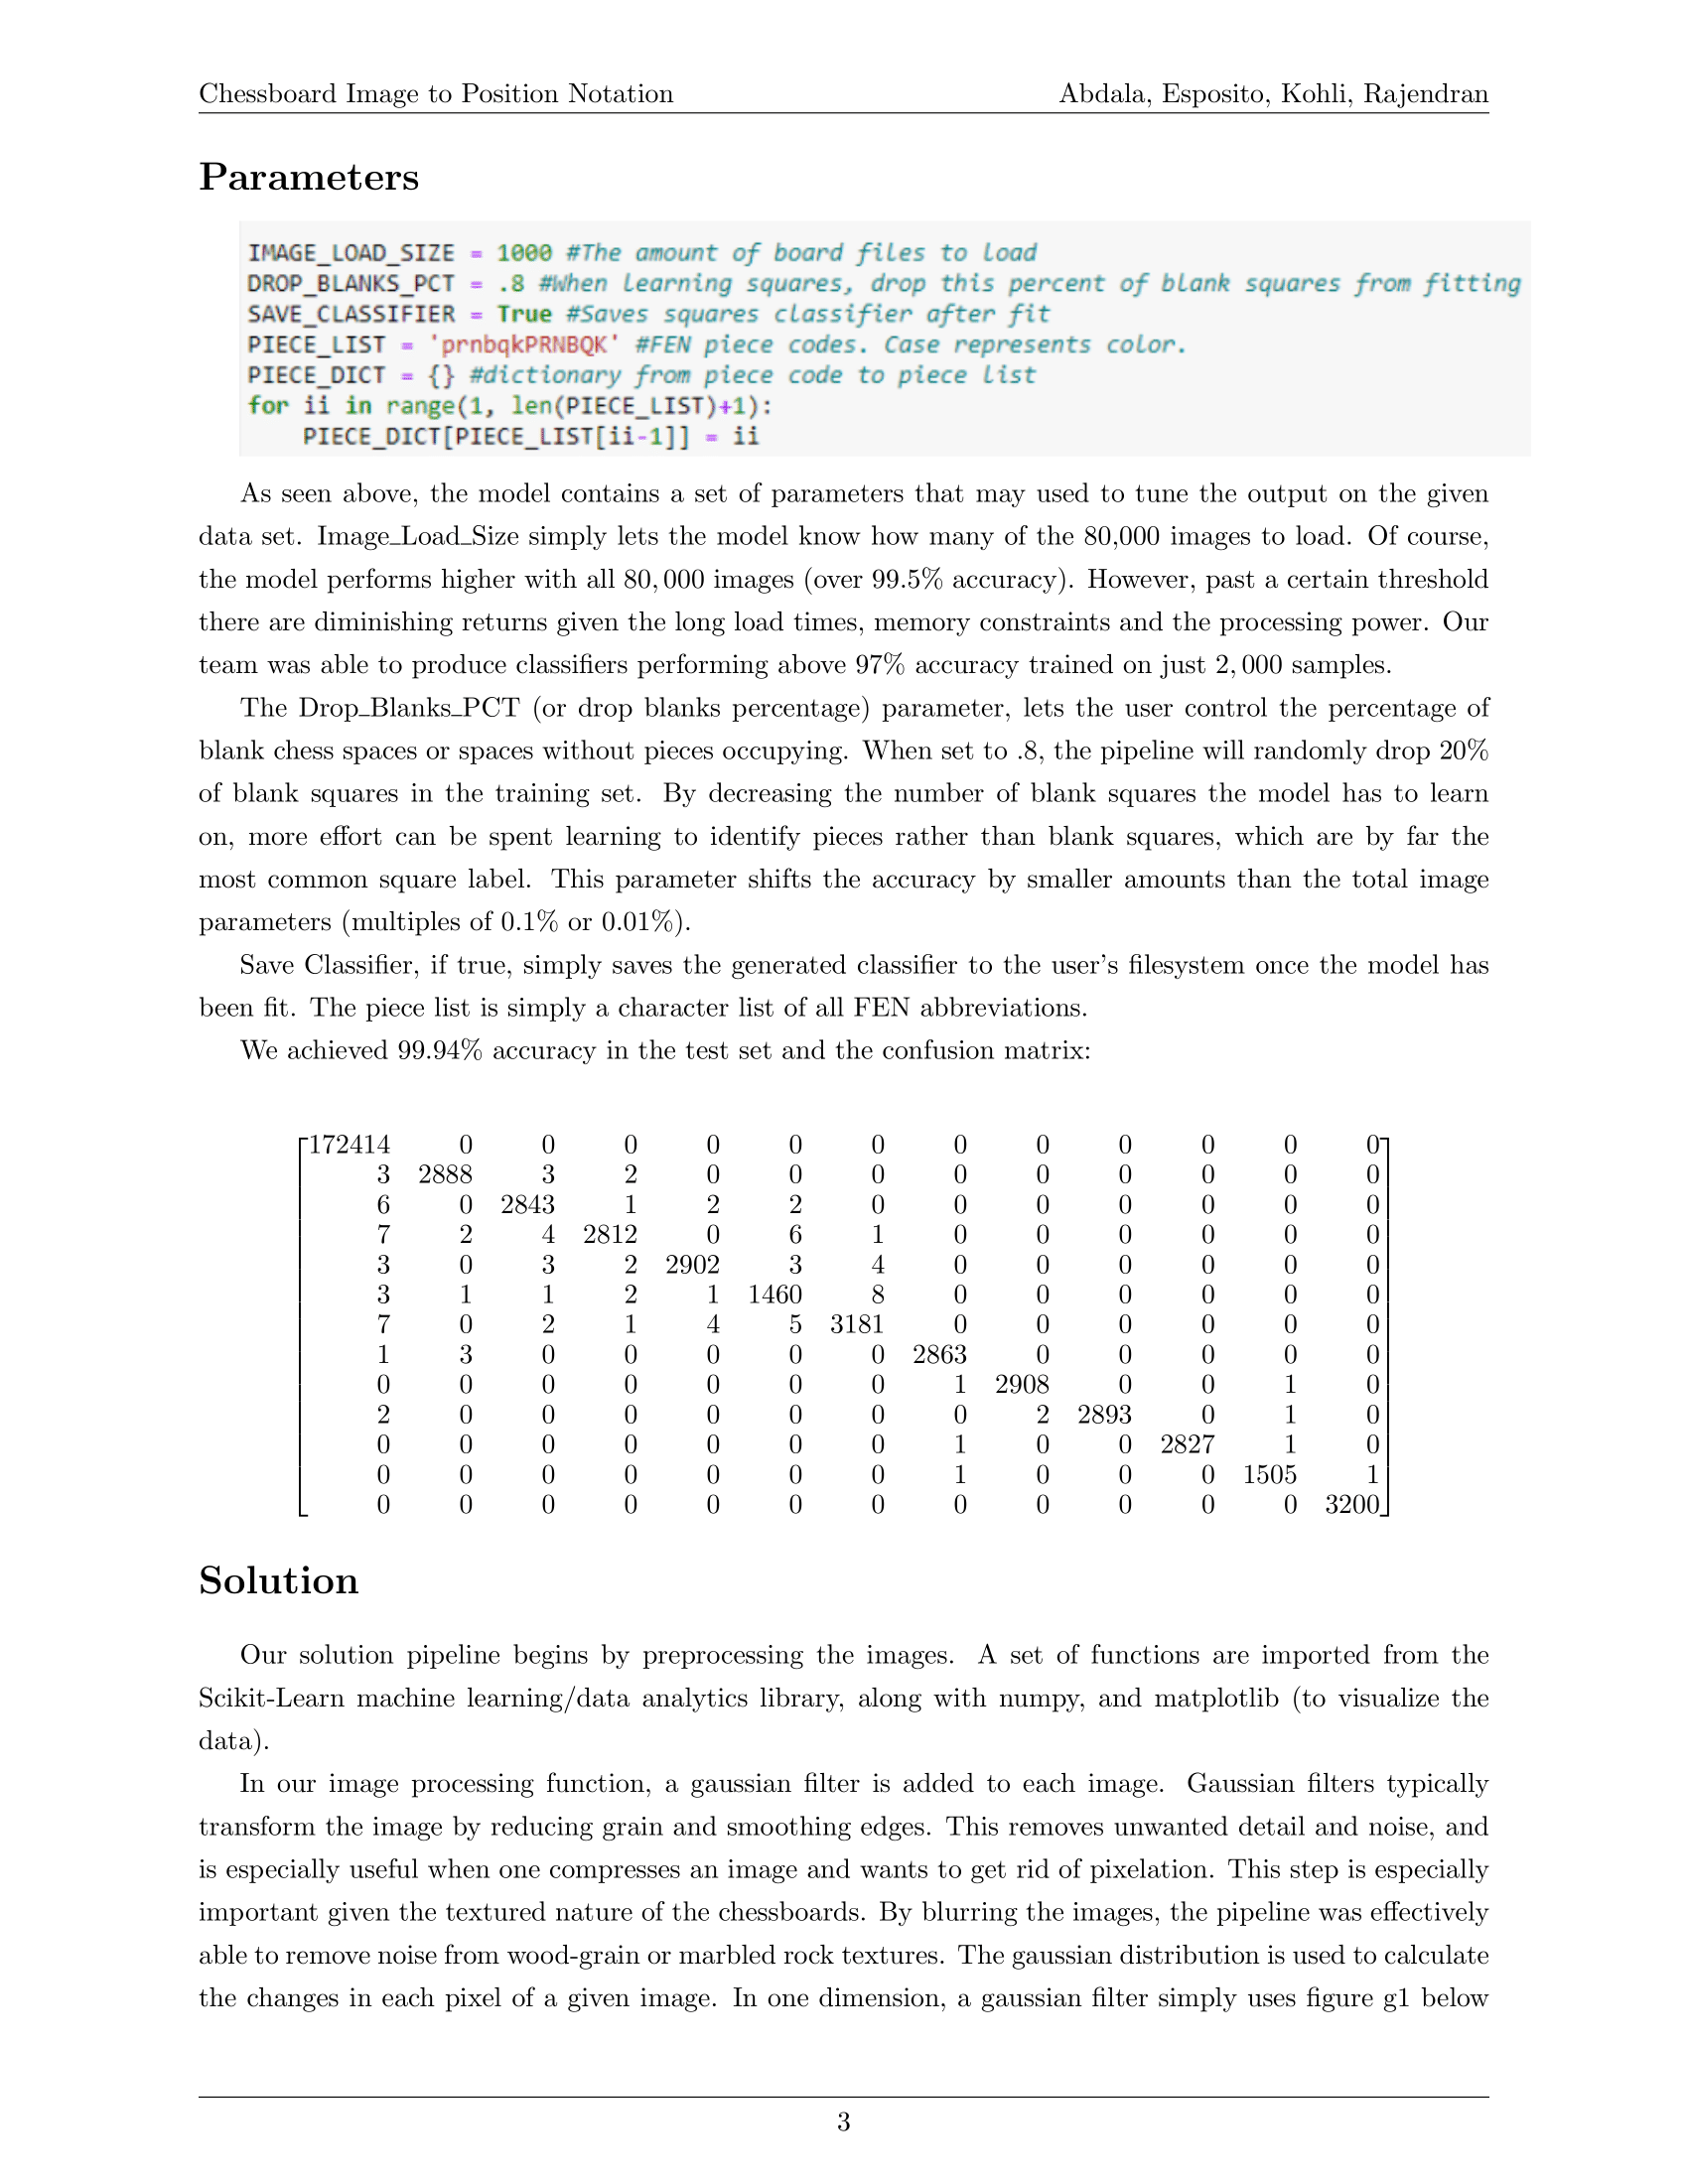 Chessboard Image to Position Notation Abdala, Esposito, Kohli, Rajendran
Parameters
IMAGE_LOAD_SIZE = 1000 #The amount of board files to load
DROP_BLANKS_PCT = .8 #When learning squares, drop this percent of blank squares from fitting
SAVE_CLASSIFIER = True #Saves squares classifier after fit
PIECE_LIST = 'prnbqkPRNBQK' #FEN piece codes. Case represents color.
PIECE_DICT = {} #dictionary from piece code to piece list
for ii in range(1, len(PIECE_LIST)+1):
    PIECE_DICT[PIECE_LIST[ii-1]] = ii
As seen above, the model contains a set of parameters that may used to tune the output on the given
data set. Image_Load_Size simply lets the model know how many of the 80,000 images to load. Of course,
the model performs higher with all 80,000 images (over 99.5% accuracy). However, past a certain threshold
there are diminishing returns given the long load times, memory constraints and the processing power. Our
team was able to produce classifiers performing above 97% accuracy trained on just 2,000 samples.
The Drop_Blanks_PCT (or drop blanks percentage) parameter, lets the user control the percentage of
blank chess spaces or spaces without pieces occupying. When set to .8, the pipeline will randomly drop 20%
of blank squares in the training set. By decreasing the number of blank squares the model has to learn
on, more effort can be spent learning to identify pieces rather than blank squares, which are by far the
most common square label. This parameter shifts the accuracy by smaller amounts than the total image
parameters (multiples of 0.1% or 0.01%).
Save Classifier, if true, simply saves the generated classifier to the user's filesystem once the model has
been fit. The piece list is simply a character list of all FEN abbreviations.
We achieved 99.94% accuracy in the test set and the confusion matrix:
172414 0 0 0 0 0 0 0 0 0 0 0 0
3 2888 3 2 0 0 0 0 0 0 0 0 0
6 0 2843 1 2 2 0 0 0 0 0 0 0
7 2 4 2812 0 6 1 0 0 0 0 0 0
3 0 3 2 2902 3 4 0 0 0 0 0 0
3 1 1 2 1 1460 8 0 0 0 0 0 0
7 0 2 1 4 5 3181 0 0 0 0 0 0
1 3 0 0 0 0 0 2863 0 0 0 0 0
0 0 0 0 0 0 0 1 2908 0 0 1 0
2 0 0 0 0 0 0 0 2 2893 0 1 0
0 0 0 0 0 0 0 1 0 0 2827 1 0
0 0 0 0 0 0 0 1 0 0 0 1505 1
0 0 0 0 0 0 0 0 0 0 0 0 3200
Solution
Our solution pipeline begins by preprocessing the images. A set of functions are imported from the
Scikit-Learn machine learning/data analytics library, along with numpy, and matplotlib (to visualize the
data).
In our image processing function, a gaussian filter is added to each image. Gaussian filters typically
transform the image by reducing grain and smoothing edges. This removes unwanted detail and noise, and
is especially useful when one compresses an image and wants to get rid of pixelation. This step is especially
important given the textured nature of the chessboards. By blurring the images, the pipeline was effectively
able to remove noise from wood-grain or marbled rock textures. The gaussian distribution is used to calculate
the changes in each pixel of a given image. In one dimension, a gaussian filter simply uses figure g1 below
3